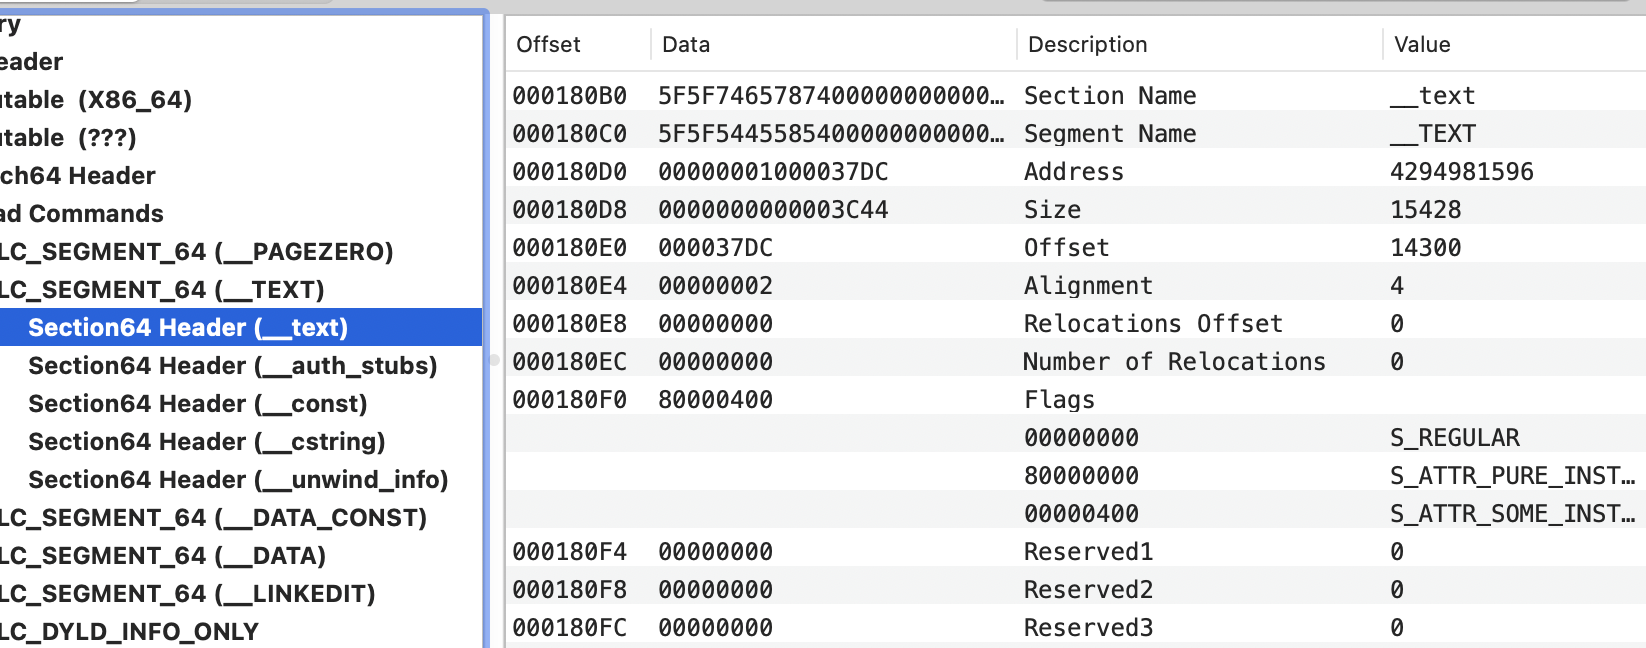 ry
eader
utable (X86_64)
utable (???)
ch64 Header
ad Commands
LC_SEGMENT_64 (__PAGEZERO)
LC_SEGMENT_64 (__TEXT)
Section64 Header (__text)
Section64 Header (__auth_stubs)
Section64 Header (__const)
Section64 Header (__cstring)
Section64 Header (__unwind_info)
LC_SEGMENT_64 (__DATA_CONST)
LC_SEGMENT_64 (__DATA)
LC_SEGMENT_64 (__LINKEDIT)
LC_DYLD_INFO_ONLY
Offset Data Description Value
000180B0 5F5F7465787400000000000… Section Name __text
000180C0 5F5F5445585400000000000… Segment Name __TEXT
000180D0 00000001000037DC Address 4294981596
000180D8 0000000000003C44 Size 15428
000180E0 000037DC Offset 14300
000180E4 00000002 Alignment 4
000180E8 00000000 Relocations Offset 0
000180EC 00000000 Number of Relocations 0
000180F0 80000400 Flags
00000000 S_REGULAR
80000000 S_ATTR_PURE_INST…
00000400 S_ATTR_SOME_INST…
000180F4 00000000 Reserved1 0
000180F8 00000000 Reserved2 0
000180FC 00000000 Reserved3 0